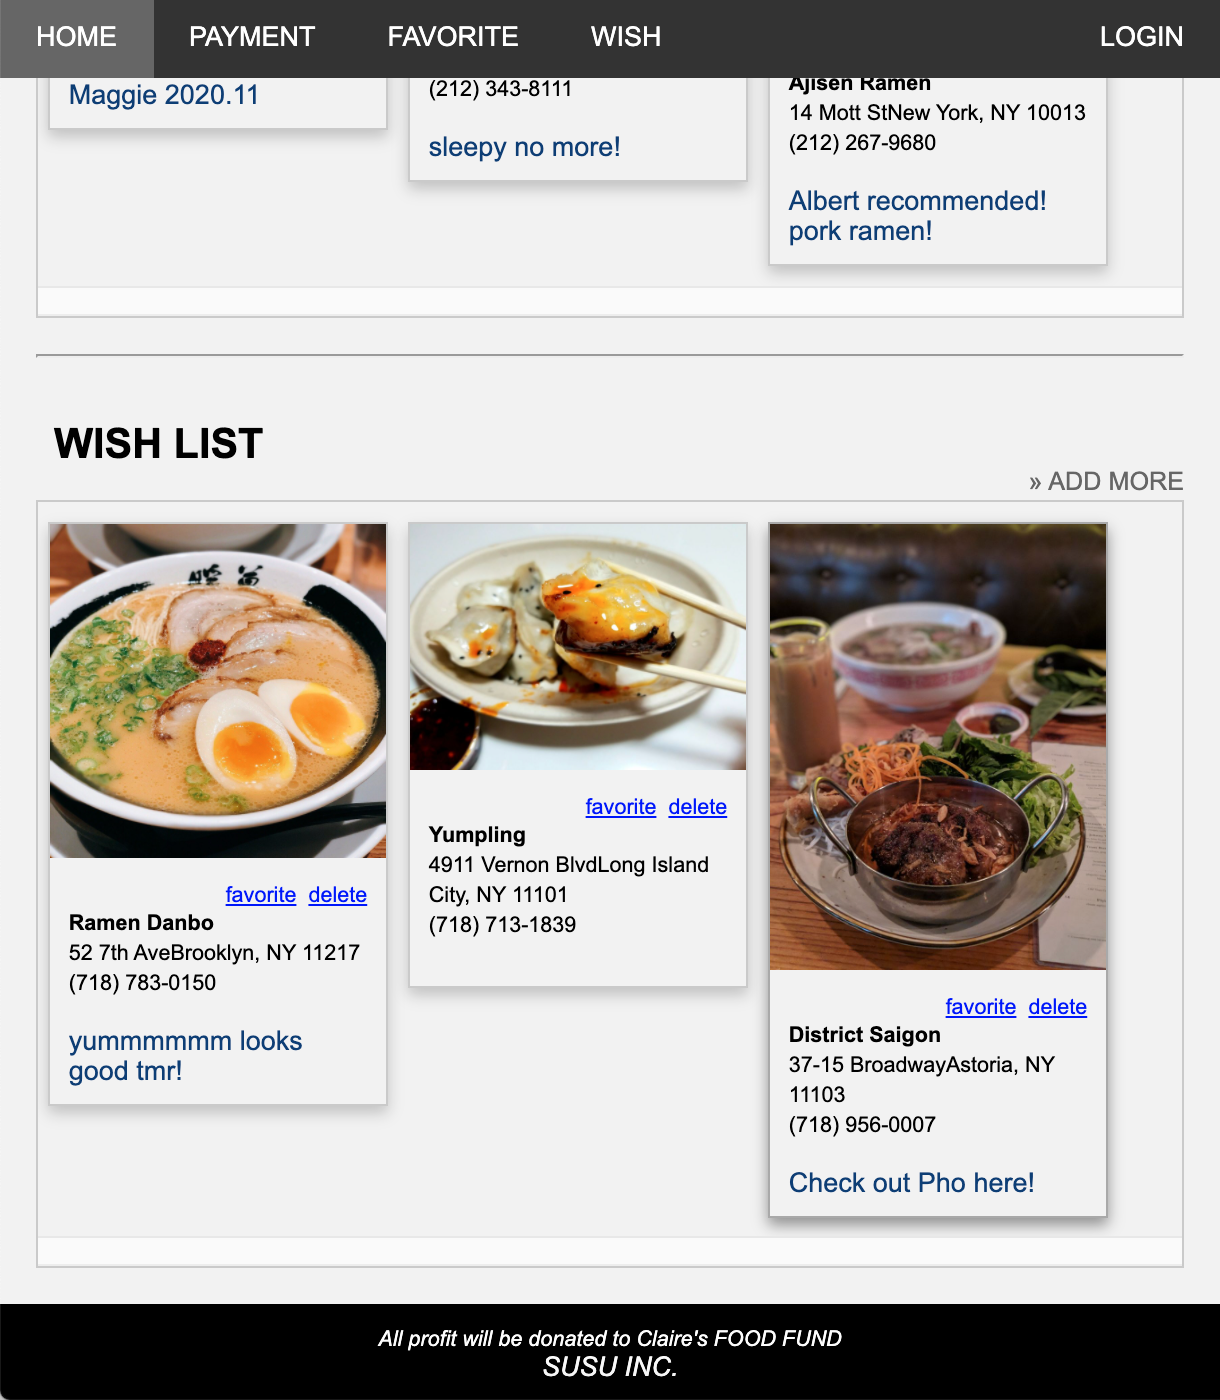 HOME PAYMENT FAVORITE WISH LOGIN
Maggie 2020.11
(212) 343-8111
sleepy no more!
Ajisen Ramen
14 Mott StNew York, NY 10013
(212) 267-9680
Albert recommended!
pork ramen!
WISH LIST
» ADD MORE
favorite delete
Ramen Danbo
52 7th AveBrooklyn, NY 11217
(718) 783-0150
yummmmmm looks
good tmr!
favorite delete
Yumpling
4911 Vernon BlvdLong Island
City, NY 11101
(718) 713-1839
favorite delete
District Saigon
37-15 BroadwayAstoria, NY
11103
(718) 956-0007
Check out Pho here!
All profit will be donated to Claire's FOOD FUND
SUSU INC.